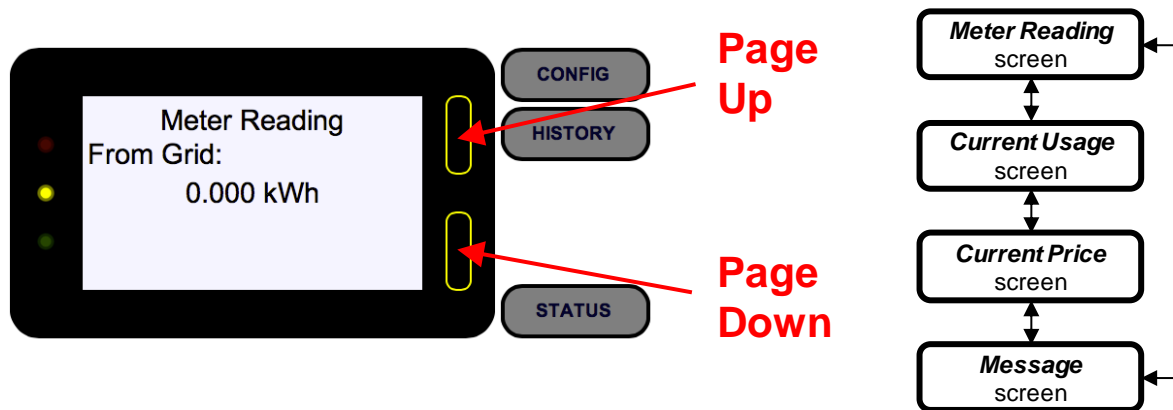 Meter Reading
From Grid:
0.000 kWh
CONFIG
HISTORY
STATUS
Page
Up
Page
Down
Meter Reading
screen
Current Usage
screen
Current Price
screen
Message
screen